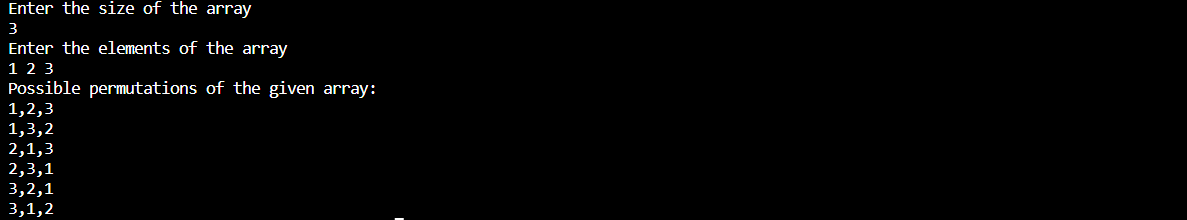 Enter the size of the array
3
Enter the elements of the array
1 2 3
Possible permutations of the given array:
1,2,3
1,3,2
2,1,3
2,3,1
3,2,1
3,1,2